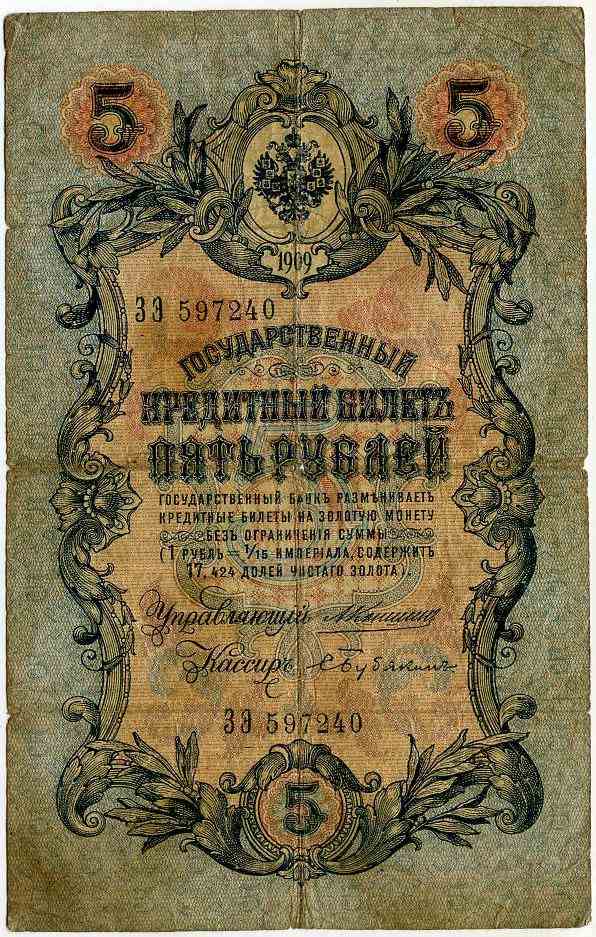 5 5
1909
ЗЭ 597240
ГОСУДАРСТВЕННЫЙ
КРЕДИТНЫЙ БИЛЕТЪ
ПЯТЬ РУБЛЕЙ
ГОСУДАРСТВЕННЫЙ БАНКЪ РАЗМѢНИВАЕТЪ
КРЕДИТНЫЕ БИЛЕТЫ НА ЗОЛОТУЮ МОНЕТУ
БЕЗЪ ОГРАНИЧЕНІЯ СУММЫ
(1 РУБЛЬ = 1/15 ИМПЕРІАЛА, СОДЕРЖИТЪ
17,424 ДОЛЕЙ ЧИСТАГО ЗОЛОТА).
Управляющій
Кассиръ
ЗЭ 597240
5